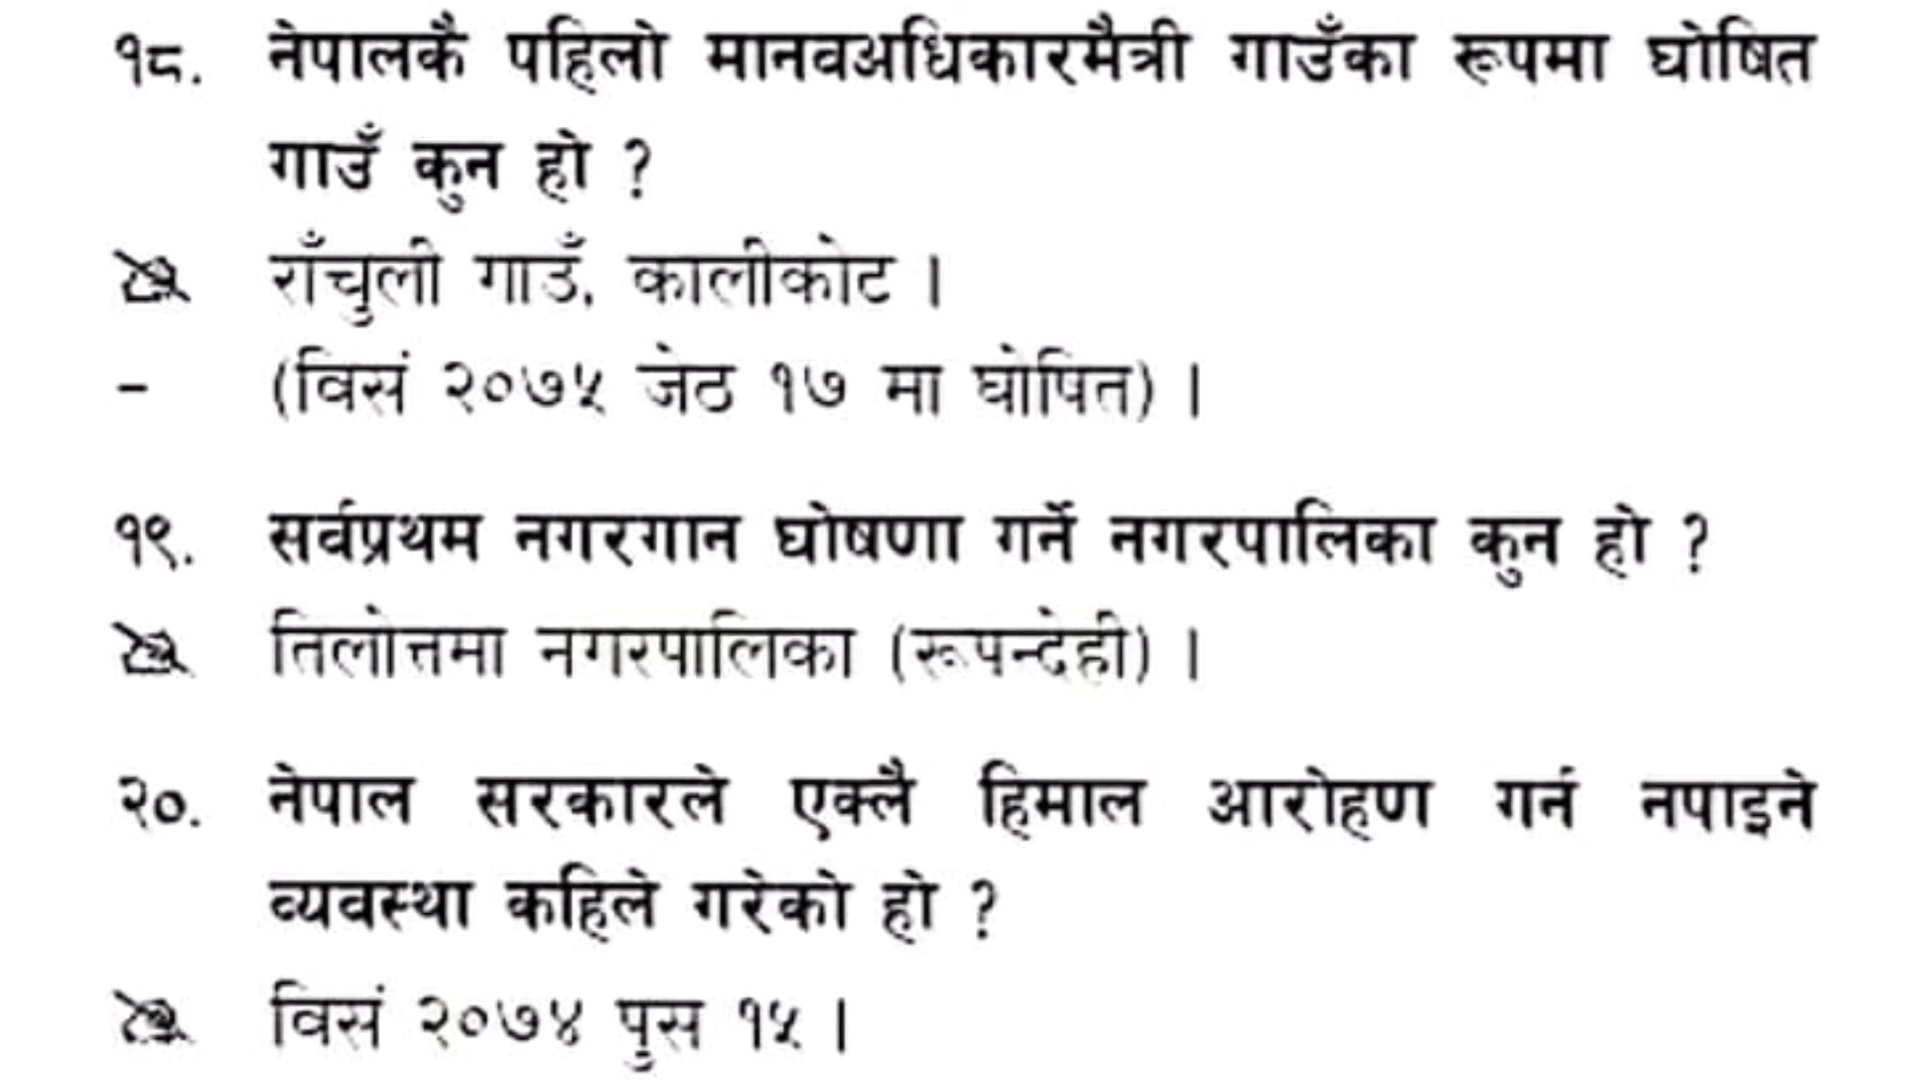 १८. नेपालकै पहिलो मानवअधिकारमैत्री गाउँका रूपमा घोषित
गाउँ कुन हो ?
राँचुली गाउँ, कालीकोट ।
- (विसं २०७५ जेठ १७ मा घोषित) ।
१९. सर्वप्रथम नगरगान घोषणा गर्ने नगरपालिका कुन हो ?
तिलोत्तमा नगरपालिका (रूपन्देही) ।
२०. नेपाल सरकारले एक्लै हिमाल आरोहण गर्न नपाइने
व्यवस्था कहिले गरेको हो ?
विसं २०७४ पुस १५ ।